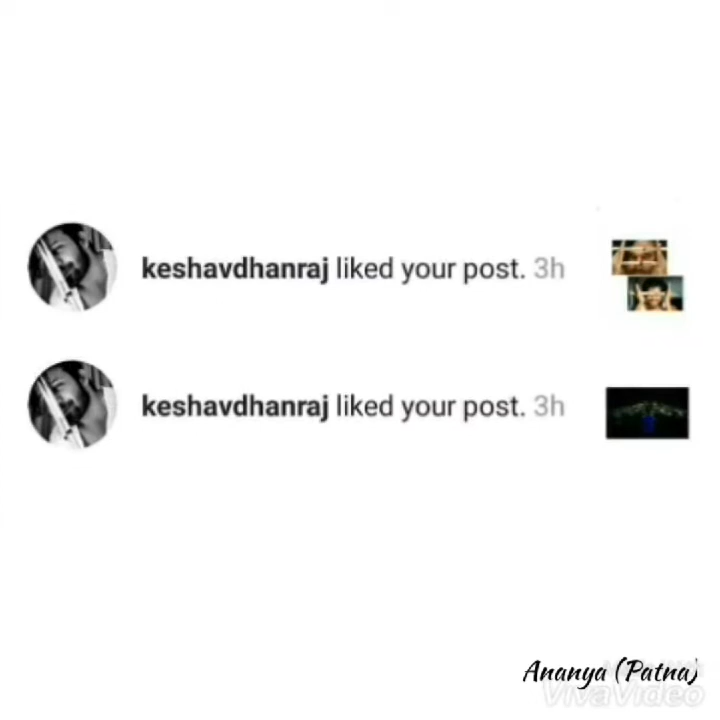 keshavdhanraj liked your post. 3h
keshavdhanraj liked your post. 3h
Ananya (Patna)
VivaVideo